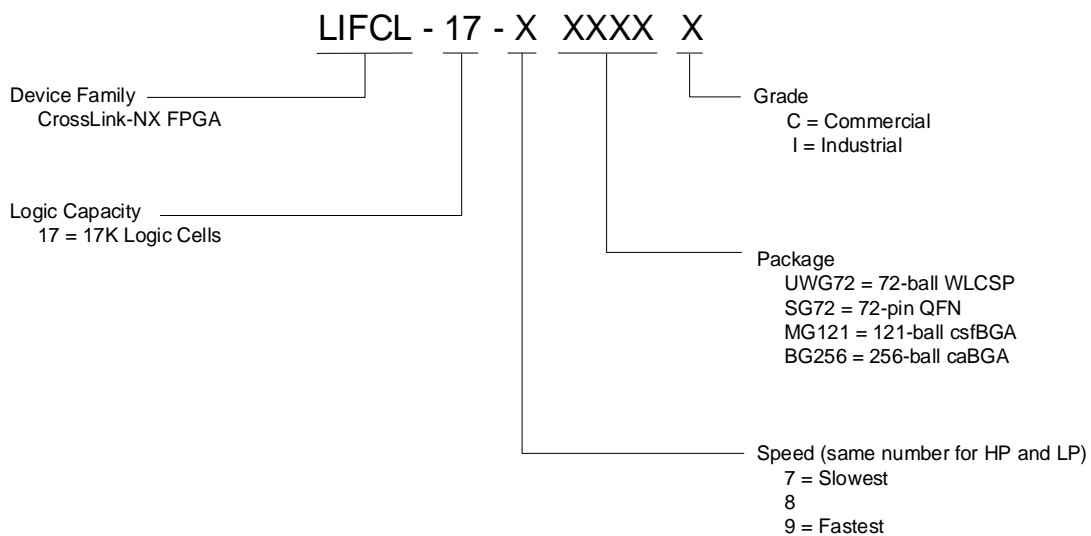 LIFCL - 17 - X XXXX X
Device Family
CrossLink-NX FPGA
Logic Capacity
17 = 17K Logic Cells
Grade
C = Commercial
I = Industrial
Package
UWG72 = 72-ball WLCSP
SG72 = 72-pin QFN
MG121 = 121-ball csfBGA
BG256 = 256-ball caBGA
Speed (same number for HP and LP)
7 = Slowest
8
9 = Fastest